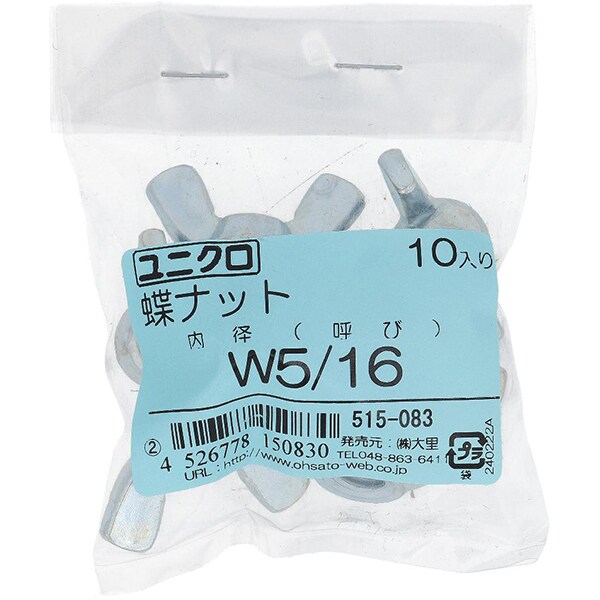 ユニクロ 10入り
蝶ナット
内径(呼び)
W5/16
515-083
② 4 526778 150830 発売元:㈱大里
TEL048-863-6411
URL:http://www.ohsato-web.co.jp
プラ
袋
240222A